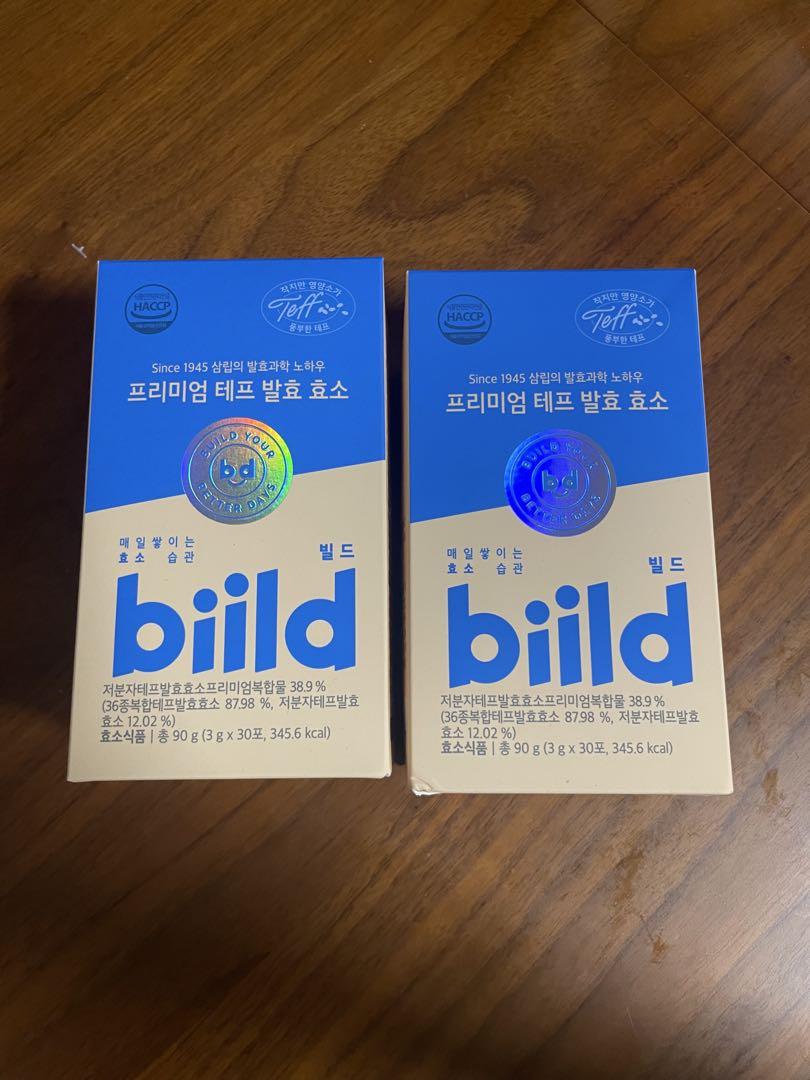 HACCP
작지만 영양소가
Teff
풍부한 테프
Since 1945 삼립의 발효과학 노하우
프리미엄 테프 발효 효소
BUILD YOUR
bd
BETTER DAYS
매일쌓이는
효소 습관
빌드
biild
저분자테프발효효소프리미엄복합물 38.9 %
(36종복합테프발효효소 87.98 %, 저분자테프발효
효소 12.02 %)
효소식품 | 총 90 g (3 g x 30포, 345.6 kcal)
HACCP
작지만 영양소가
Teff
풍부한 테프
Since 1945 삼립의 발효과학 노하우
프리미엄 테프 발효 효소
BUILD YOUR
bd
BETTER DAYS
매일쌓이는
효소 습관
빌드
biild
저분자테프발효효소프리미엄복합물 38.9 %
(36종복합테프발효효소 87.98 %, 저분자테프발효
효소 12.02 %)
효소식품 | 총 90 g (3 g x 30포, 345.6 kcal)